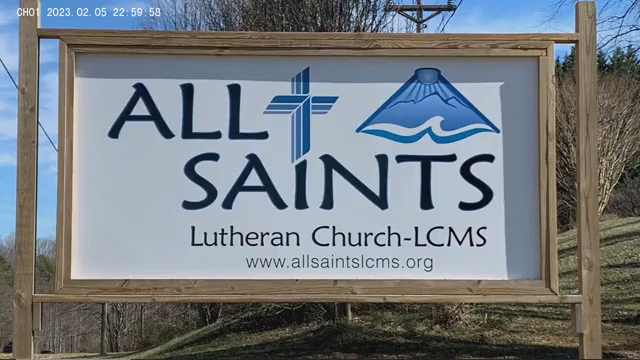 CH01 2023.02.05 22:59:58
ALL
SAINTS
Lutheran Church-LCMS
www.allsaintslcms.org